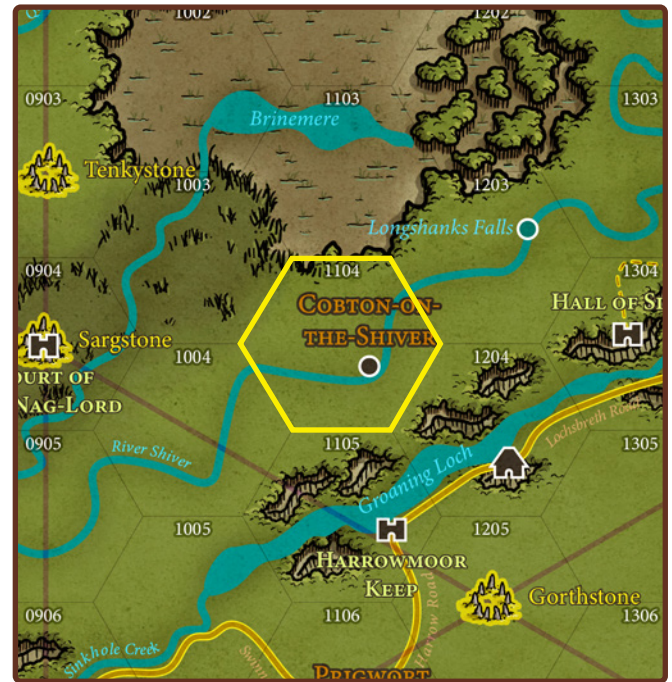 1002
1202
0903
1103
1303
Brinemere
Tenkystone
1003
1203
Longshanks Falls
0904
1104
1304
COBTON-ON-
THE-SHIVER
HALL OF
Sargstone
1004
1204
COURT OF
NAG-LORD
0905
1105
1305
River Shiver
Lochsbreth Road
Groaning Loch
1005
1205
HARROWMOOR
KEEP
Gorthstone
0906
1106
1306
Harrow Road
Sinkhole Creek
PRIGWORT